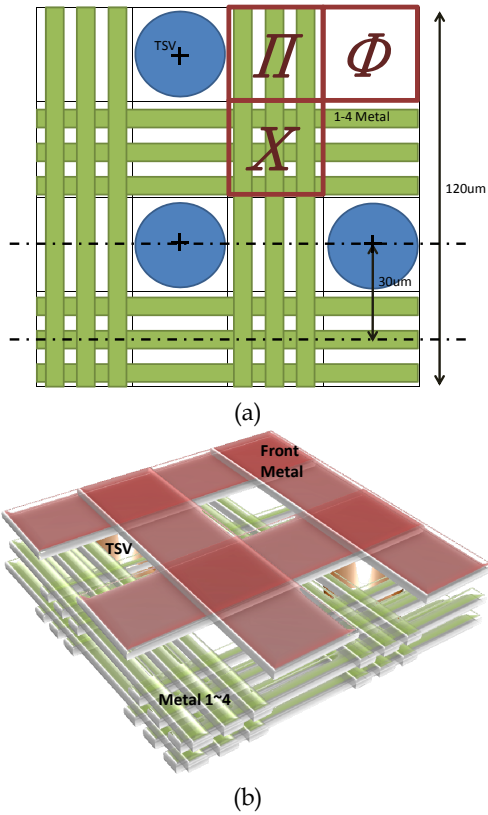 TSV
Π
Φ
1-4 Metal
X
120um
30um
(a)
Front
Metal
TSV
Metal 1~4
(b)